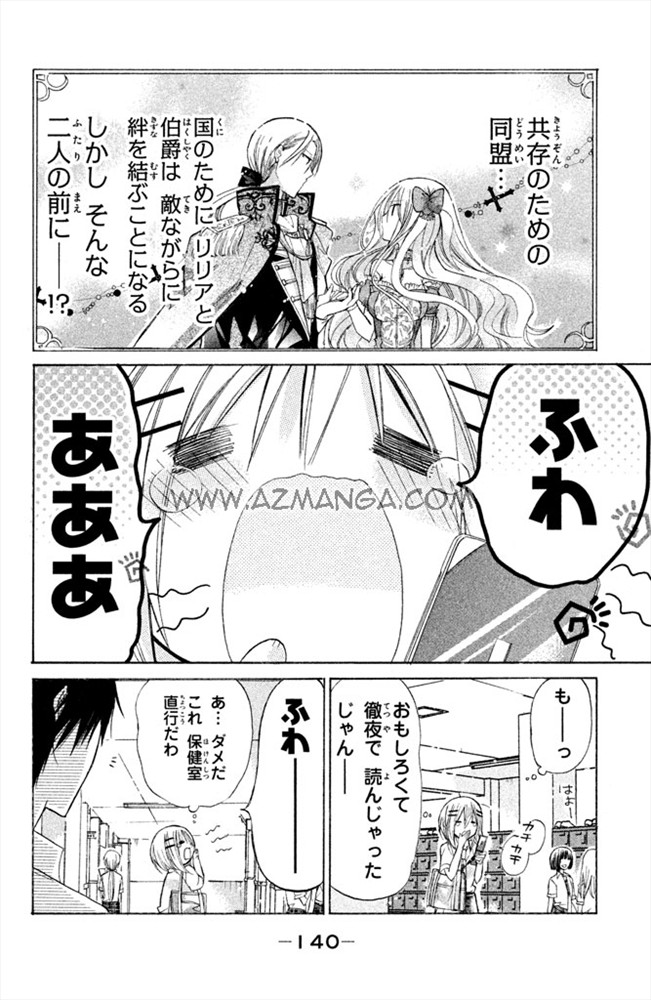 共存のための
同盟…
国のために リリアと
伯爵は 敵ながらに
絆を結ぶことになる
しかし そんな
二人の前に──
!?
ふわ
あああ
WWW.AZMANGA.COM
も──っ
はよー
カチ
カチ
おもしろくて
徹夜で 読んじゃった
じゃん──
ふわ────
あ… ダメだ
これ 保健室
直行だわ
—140—